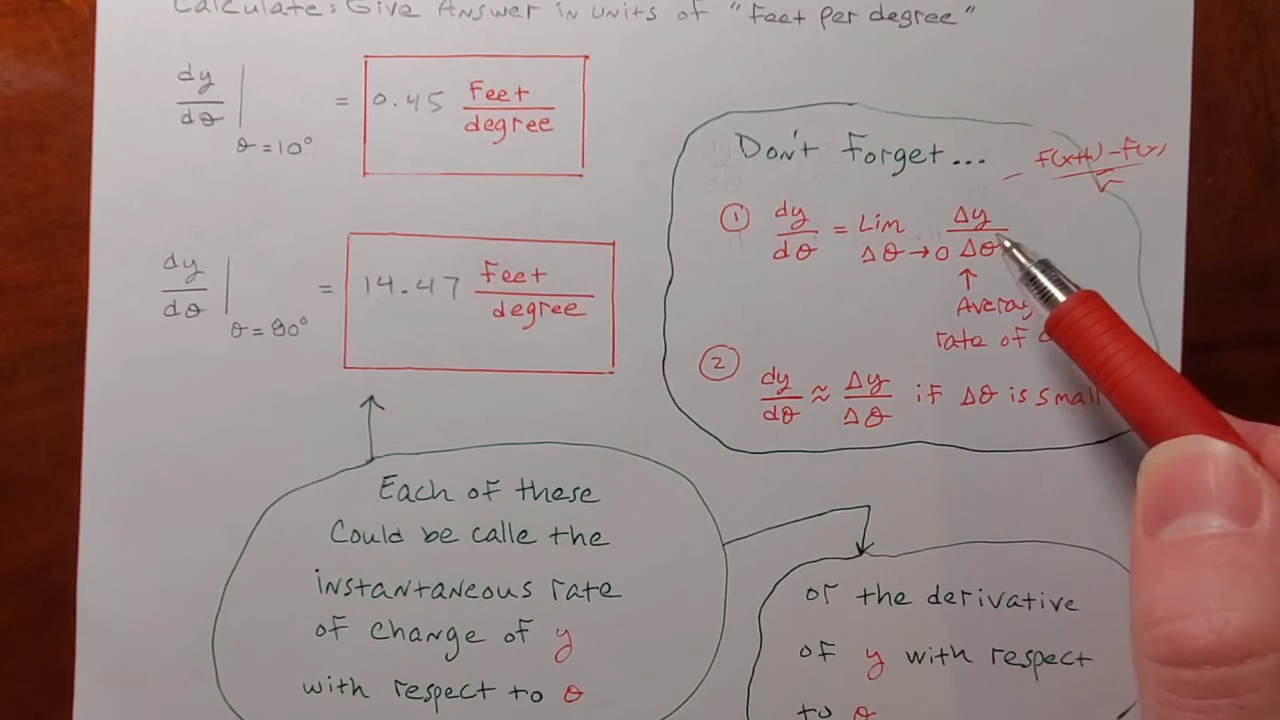 Calculate: Give Answer in units of "feet per degree"
dy/dθ | θ = 10° = 0.45 Feet/degree
dy/dθ | θ = 80° = 14.47 Feet/degree
Don't Forget...
F(x+h) - F(x)
① dy/dθ = Lim Δθ → 0 Δy/Δθ
↑
rate of
② dy/dθ ≈ Δy/Δθ if Δθ is small
Each of these
Could be calle the
instantaneous rate
of change of y
with respect to θ
or the derivative
of y with respect
to θ